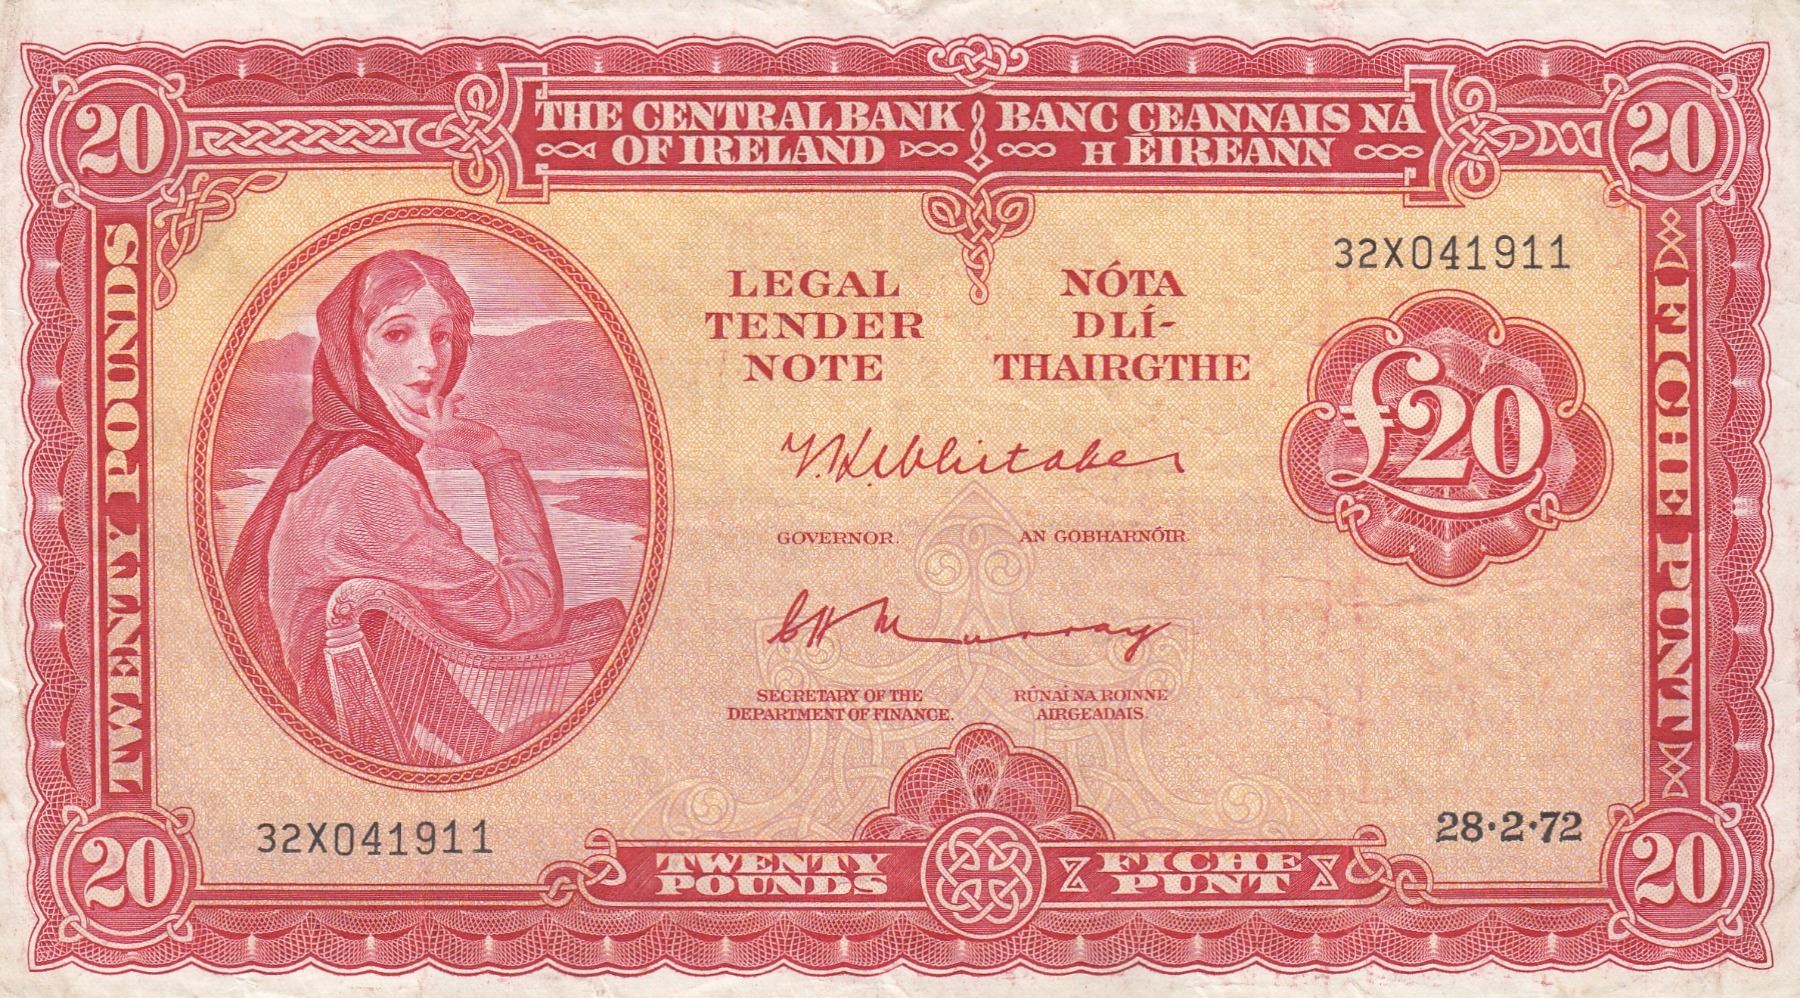 20
20
THE CENTRAL BANK
OF IRELAND
BANC CEANNAIS NA
H EIREANN
TWENTY POUNDS
FICHE PUNT
32X041911
LEGAL
TENDER
NOTE
NÓTA
DLÍ-
THAIRGTHE
£20
T.K.Whitaker
GOVERNOR.
AN GOBHARNÓIR.
C H Murray
SECRETARY OF THE
DEPARTMENT OF FINANCE.
RÚNAÍ NA ROINNE
AIRGEADAIS.
32X041911
28·2·72
TWENTY
POUNDS
FICHE
PUNT
20
20